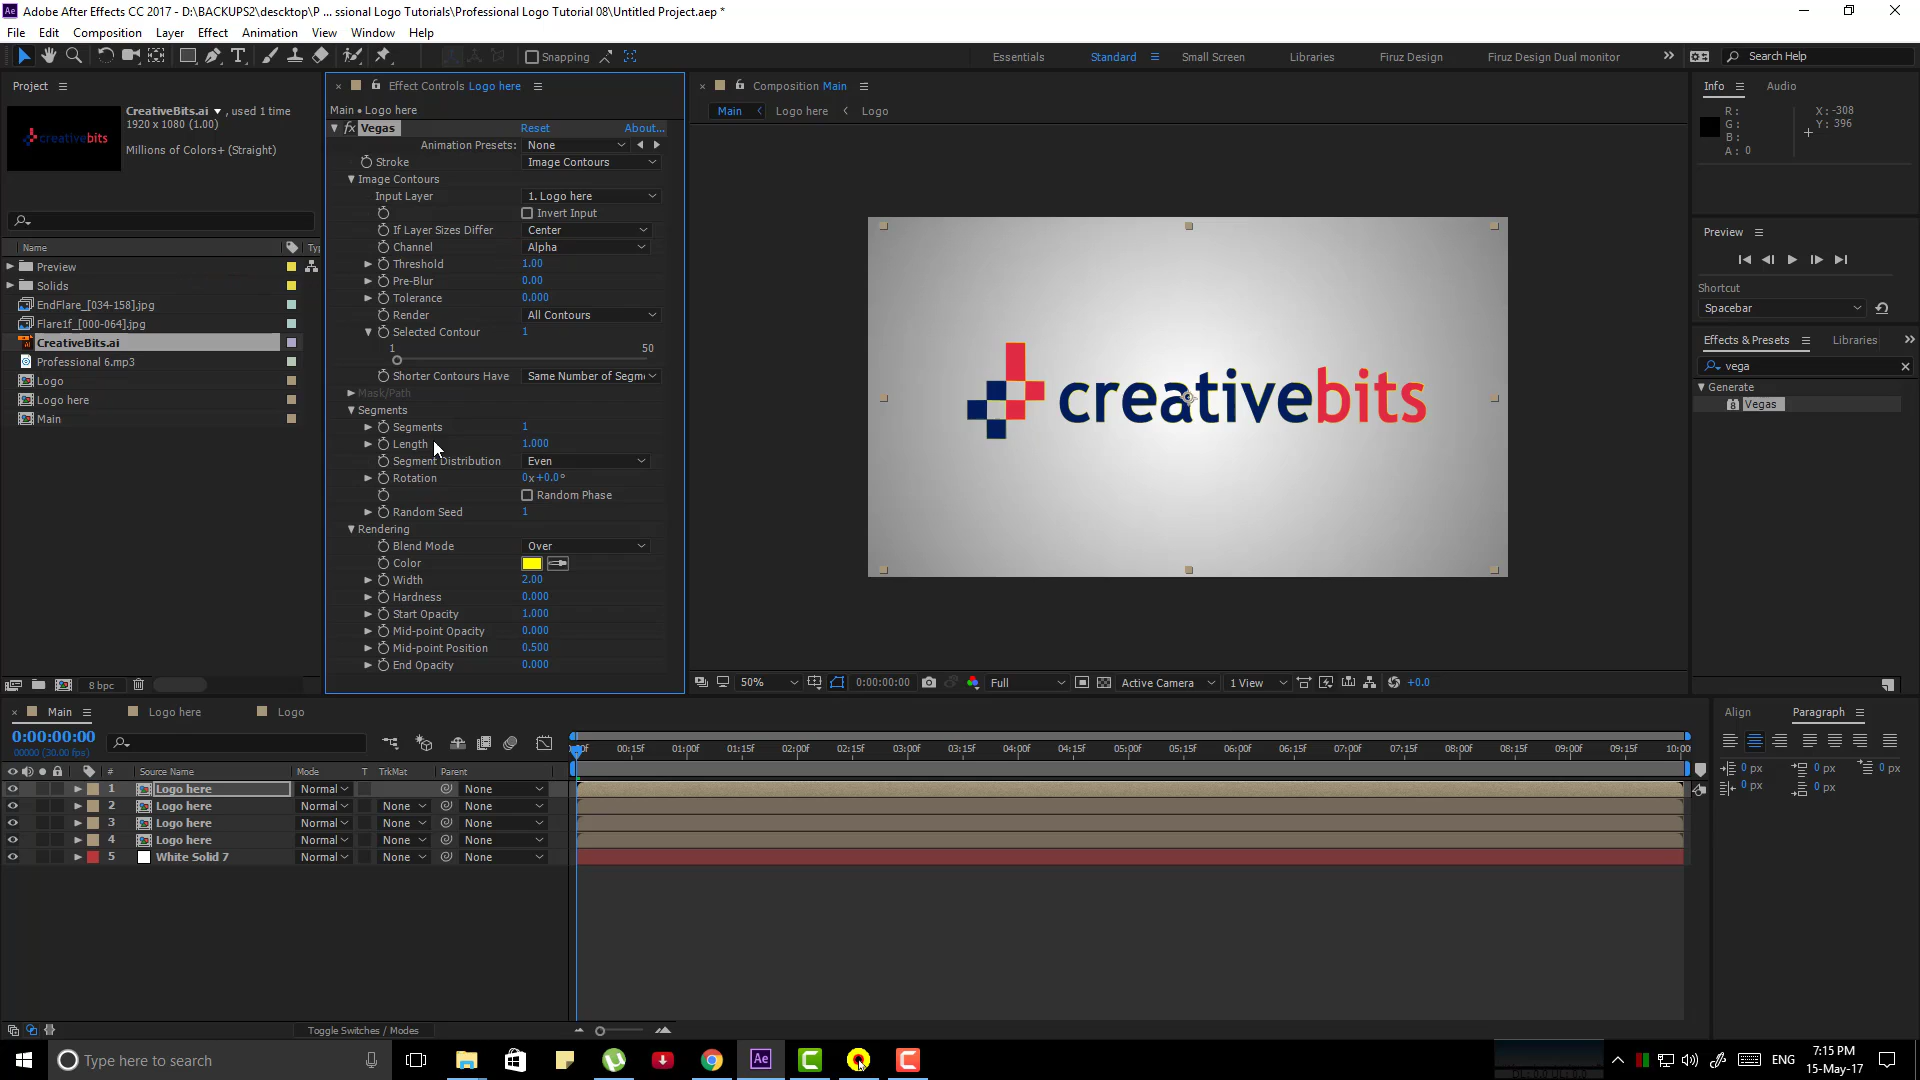 Adobe After Effects CC 2017 - D:\BACKUPS2\descktop\P ... ssional Logo Tutorials\Professional Logo Tutorial 08\Untitled Project.aep *
File Edit Composition Layer Effect Animation View Window Help
Snapping
Essentials Standard Small Screen Libraries Firuz Design Firuz Design Dual monitor Search Help
Project
CreativeBits.ai , used 1 time
1920 x 1080 (1.00)
Millions of Colors+ (Straight)
creativebits
Name
Preview
Solids
EndFlare_[034-158].jpg
Flare1f_[000-064].jpg
CreativeBits.ai
Professional 6.mp3
Logo
Logo here
Main
8 bpc
Effect Controls Logo here
Main • Logo here
fx Vegas Reset About...
Animation Presets: None
Stroke Image Contours
Image Contours
Input Layer 1. Logo here
Invert Input
If Layer Sizes Differ Center
Channel Alpha
Threshold 1.00
Pre-Blur 0.00
Tolerance 0.000
Render All Contours
Selected Contour 1
1 50
Shorter Contours Have Same Number of Segm
Mask/Path
Segments
Segments 1
Length 1.000
Segment Distribution Even
Rotation 0x+0.0°
Random Phase
Random Seed 1
Rendering
Blend Mode Over
Color
Width 2.00
Hardness 0.000
Start Opacity 1.000
Mid-point Opacity 0.000
Mid-point Position 0.500
End Opacity 0.000
Composition Main
Main Logo here Logo
creativebits
50% 0:00:00:00 Full Active Camera 1 View +0.0
Info Audio
R:
G:
B:
A: 0
X:-308
Y: 396
Preview
Shortcut
Spacebar
Effects & Presets Libraries
vega
Generate
Vegas
Main Logo here Logo
0:00:00:00
00000 (30.00 fps)
# Source Name Mode T TrkMat Parent
1 Logo here Normal None
2 Logo here Normal None None
3 Logo here Normal None None
4 Logo here Normal None None
5 White Solid 7 Normal None None
00:15f 01:00f 01:15f 02:00f 02:15f 03:00f 03:15f 04:00f 04:15f 05:00f 05:15f 06:00f 06:15f 07:00f 07:15f 08:00f 08:15f 09:00f 09:15f 10:00
Toggle Switches / Modes
Align Paragraph
0 px 0 px 0 px
0 px 0 px
Type here to search
Ae
ENG
7:15 PM
15-May-17